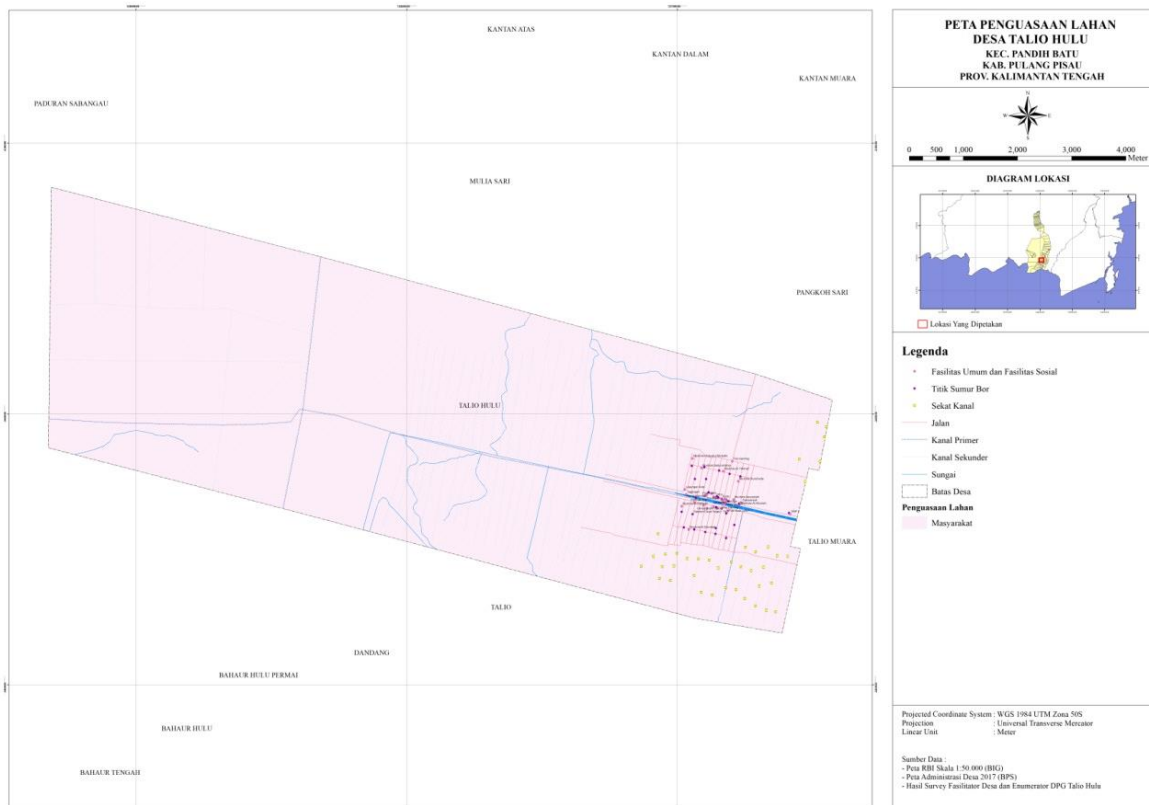 KANTAN ATAS
KANTAN DALAM
KANTAN MUARA
PADURAN SABANGAU
MULIA SARI
PANGKOH SARI
TALIO HULU
TALIO MUARA
TALIO
DANDANG
BAHAUR HULU PERMAI
BAHAUR HULU
BAHAUR TENGAH
PETA PENGUASAAN LAHAN
DESA TALIO HULU
KEC. PANDIH BATU
KAB. PULANG PISAU
PROV. KALIMANTAN TENGAH
N
W E
S
0 500 1,000 2,000 3,000 4,000
Meter
DIAGRAM LOKASI
Lokasi Yang Dipetakan
Legenda
Fasilitas Umum dan Fasilitas Sosial
Titik Sumur Bor
Sekat Kanal
Jalan
Kanal Primer
Kanal Sekunder
Sungai
Batas Desa
Penguasaan Lahan
Masyarakat
Projected Coordinate System : WGS 1984 UTM Zona 50S
Projection : Universal Transverse Mercator
Linear Unit : Meter
Sumber Data :
- Peta RBI Skala 1:50.000 (BIG)
- Peta Administrasi Desa 2017 (BPS)
- Hasil Survey Fasilitator Desa dan Enumerator DPG Talio Hulu